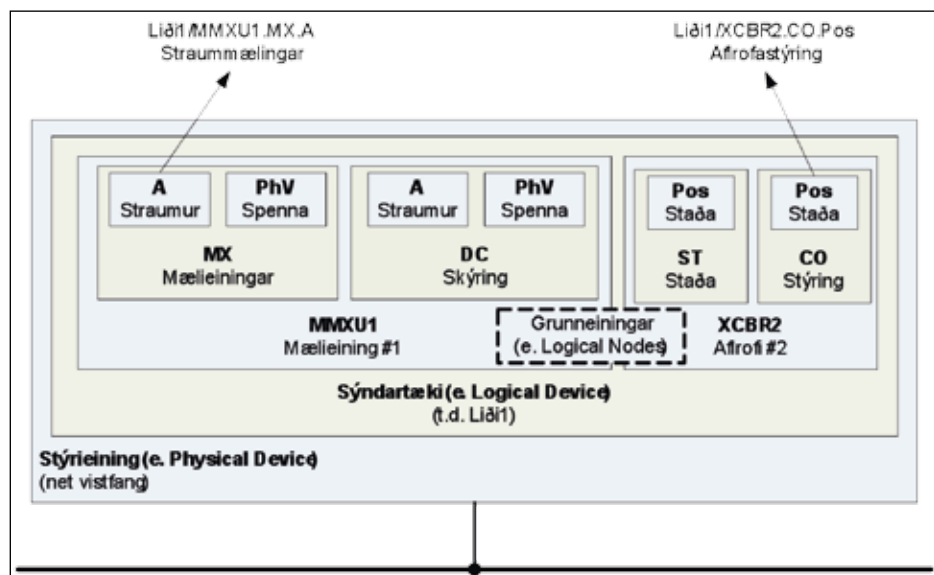 Liði1/MMXU1.MX.A
Straummælingar
Liði1/XCBR2.CO.Pos
Aflrofastýring
A
Straumur
PhV
Spenna
MX
Mælieiningar
A
Straumur
PhV
Spenna
DC
Skýring
Pos
Staða
ST
Staða
Pos
Staða
CO
Stýring
MMXU1
Mælieining #1
Grunneiningar
(e. Logical Nodes)
XCBR2
Aflrofi #2
Sýndartæki (e. Logical Device)
(t.d. Liði1)
Stýrieining (e. Physical Device)
(net vistfang)